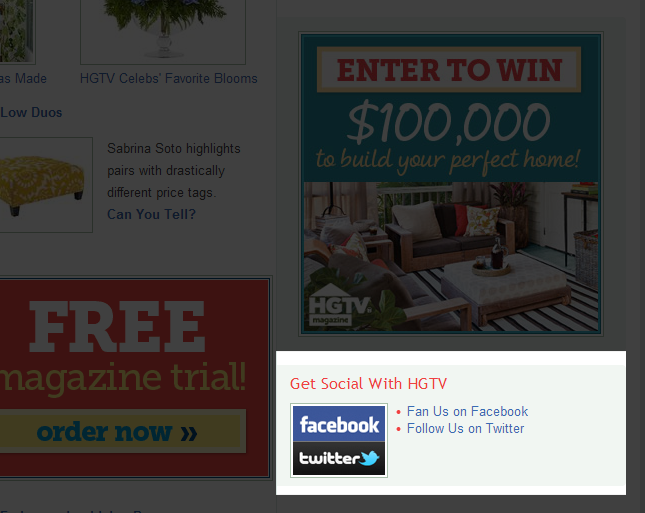 as Made
HGTV Celebs' Favorite Blooms
Low Duos
Sabrina Soto highlights
pairs with drastically
different price tags.
Can You Tell?
FREE
magazine trial!
order now »
ENTER TO WIN
$100,000
to build your perfect home!
HGTV
magazine
Get Social With HGTV
facebook
twitter
• Fan Us on Facebook
• Follow Us on Twitter